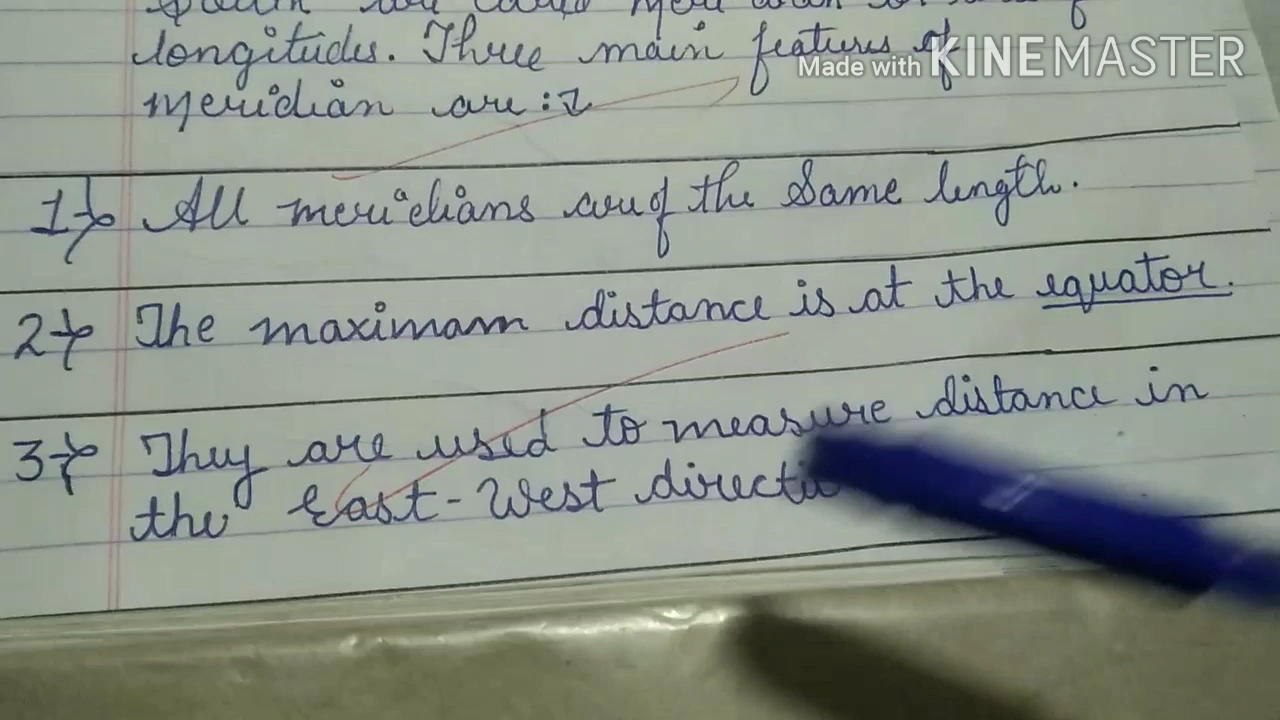 longitudes. Three main features of
Made with KINEMASTER
meridian are:-
1) All meridians are of the Same length.
2) The maximam distance is at the equator.
3) They are used to measure distance in
the East-West